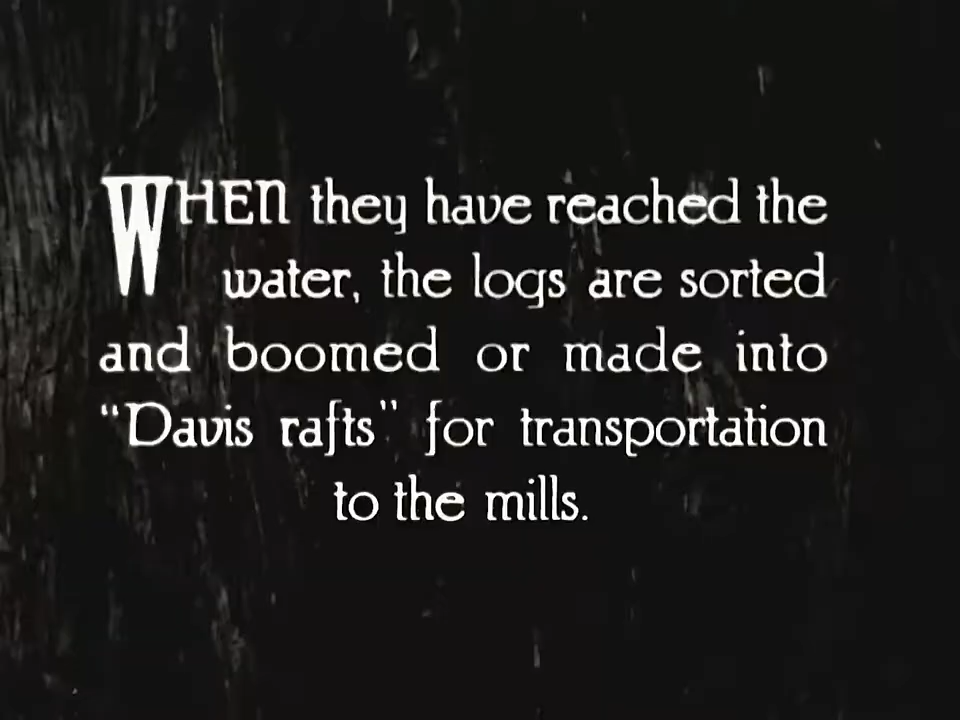 WHEN they have reached the
water, the logs are sorted
and boomed or made into
“Davis rafts” for transportation
to the mills.